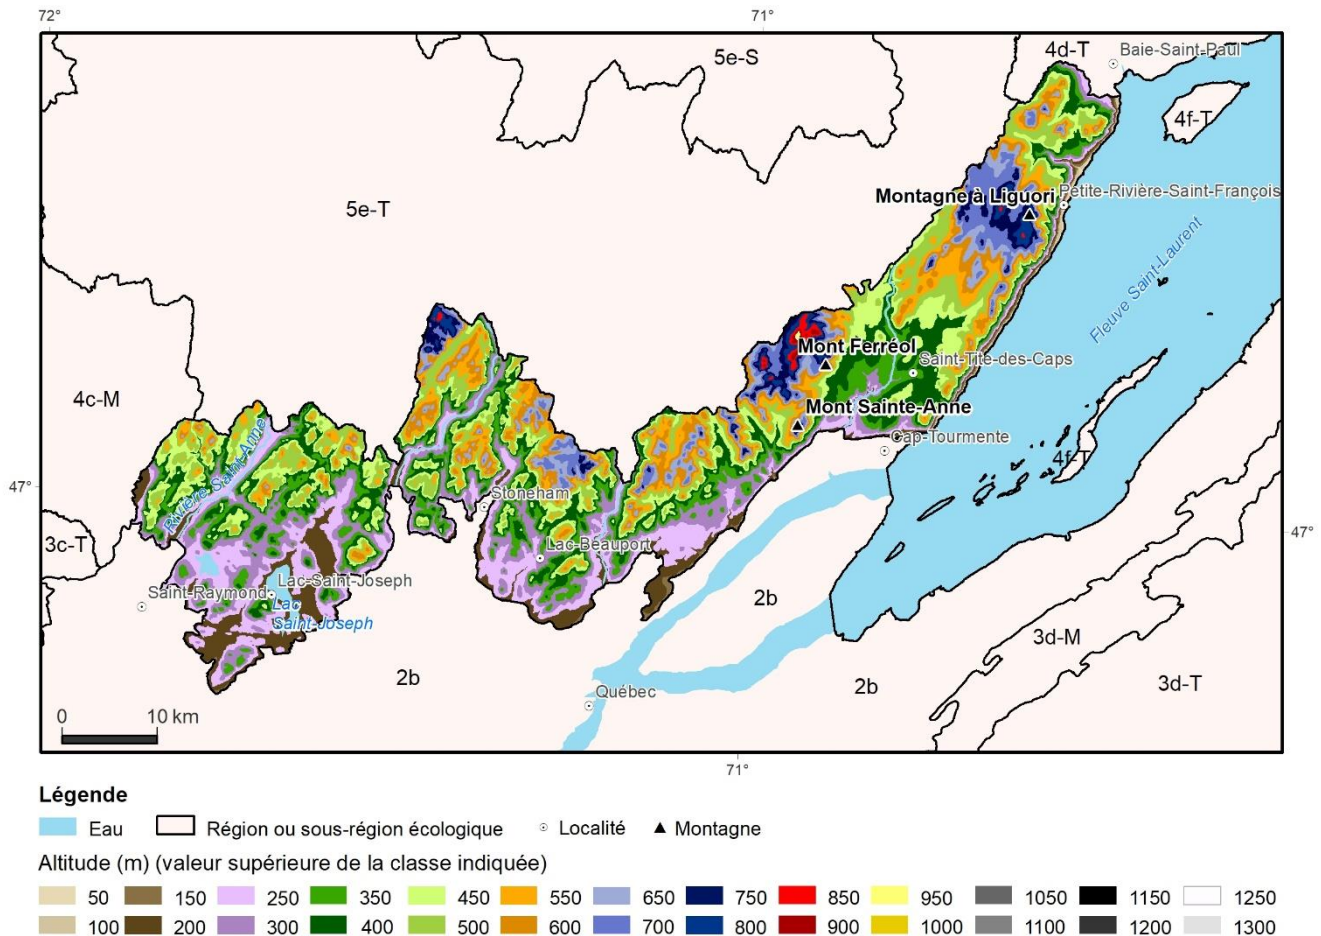 72°
71°
4d-T
Baie-Saint-Paul
5e-S
4f-T
5e-T
Montagne à Liguori
Petite-Rivière-Saint-François
Fleuve Saint-Laurent
Mont Ferréol
Saint-Tite-des-Caps
4c-M
Mont Sainte-Anne
Rivière Sainte-Anne
Cap-Tourmente
4f-T
47°
Stoneham
47°
3c-T
Lac-Beauport
Lac-Saint-Joseph
Saint-Raymond
Lac
Saint-Joseph
2b
3d-M
2b
2b
3d-T
Québec
0 10 km
71°
Légende
Eau Région ou sous-région écologique Localité Montagne
Altitude (m) (valeur supérieure de la classe indiquée)
50 150 250 350 450 550 650 750 850 950 1050 1150 1250
100 200 300 400 500 600 700 800 900 1000 1100 1200 1300